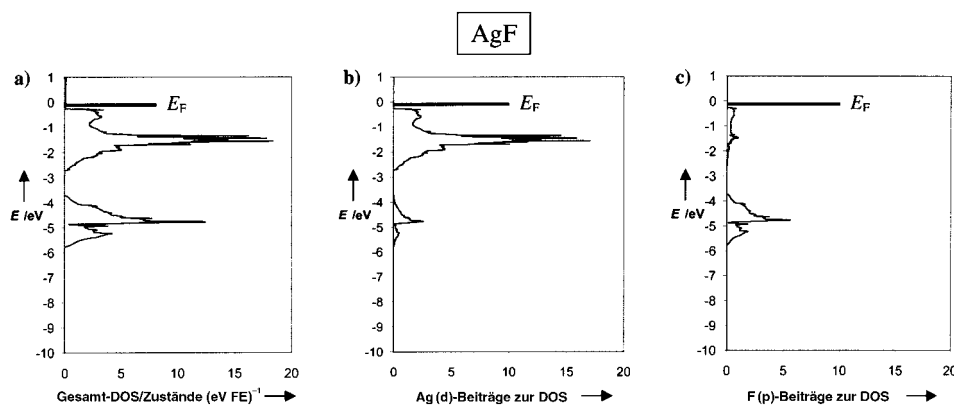 AgF
a)
1
0
-1
-2
-3
-4
-5
-6
-7
-8
-9
-10
E_F
E /eV
0 5 10 15 20
Gesamt-DOS/Zustände (eV FE)⁻¹
b)
1
0
-1
-2
-3
-4
-5
-6
-7
-8
-9
-10
E_F
E /eV
0 5 10 15 20
Ag (d)-Beiträge zur DOS
c)
1
0
-1
-2
-3
-4
-5
-6
-7
-8
-9
-10
E_F
E /eV
0 5 10 15 20
F (p)-Beiträge zur DOS